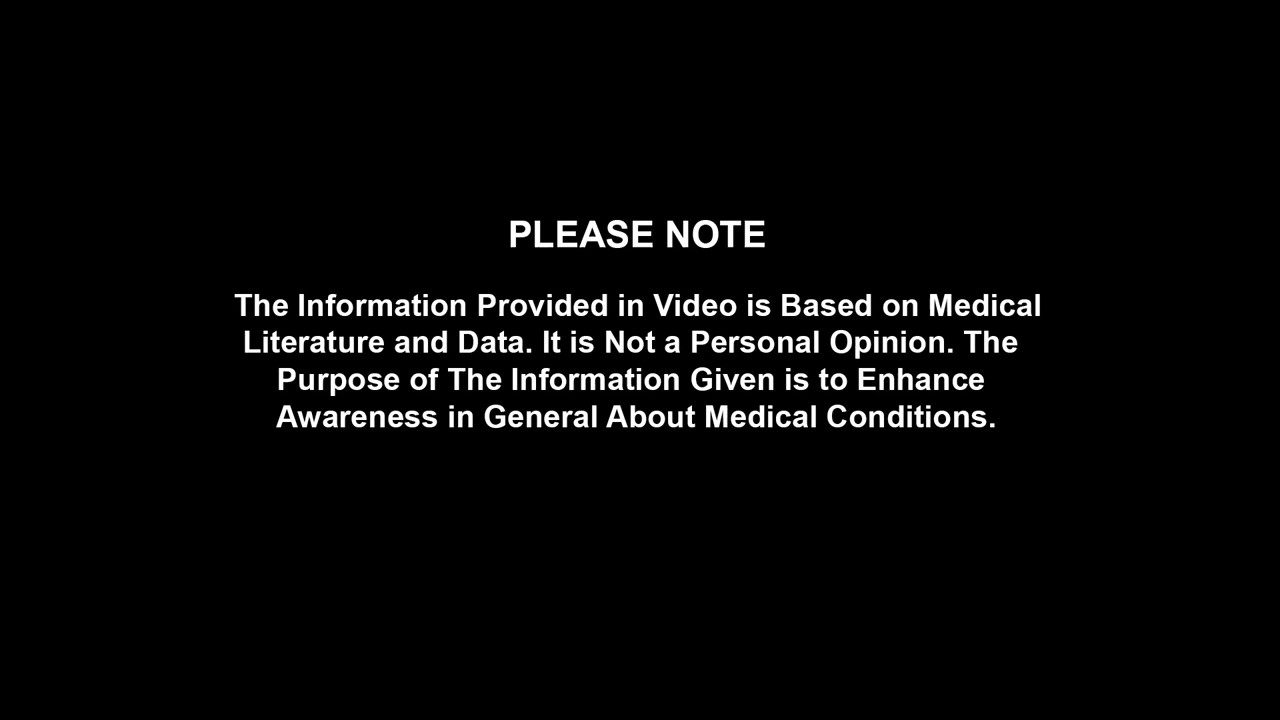 PLEASE NOTE
The Information Provided in Video is Based on Medical
Literature and Data. It is Not a Personal Opinion. The
Purpose of The Information Given is to Enhance
Awareness in General About Medical Conditions.